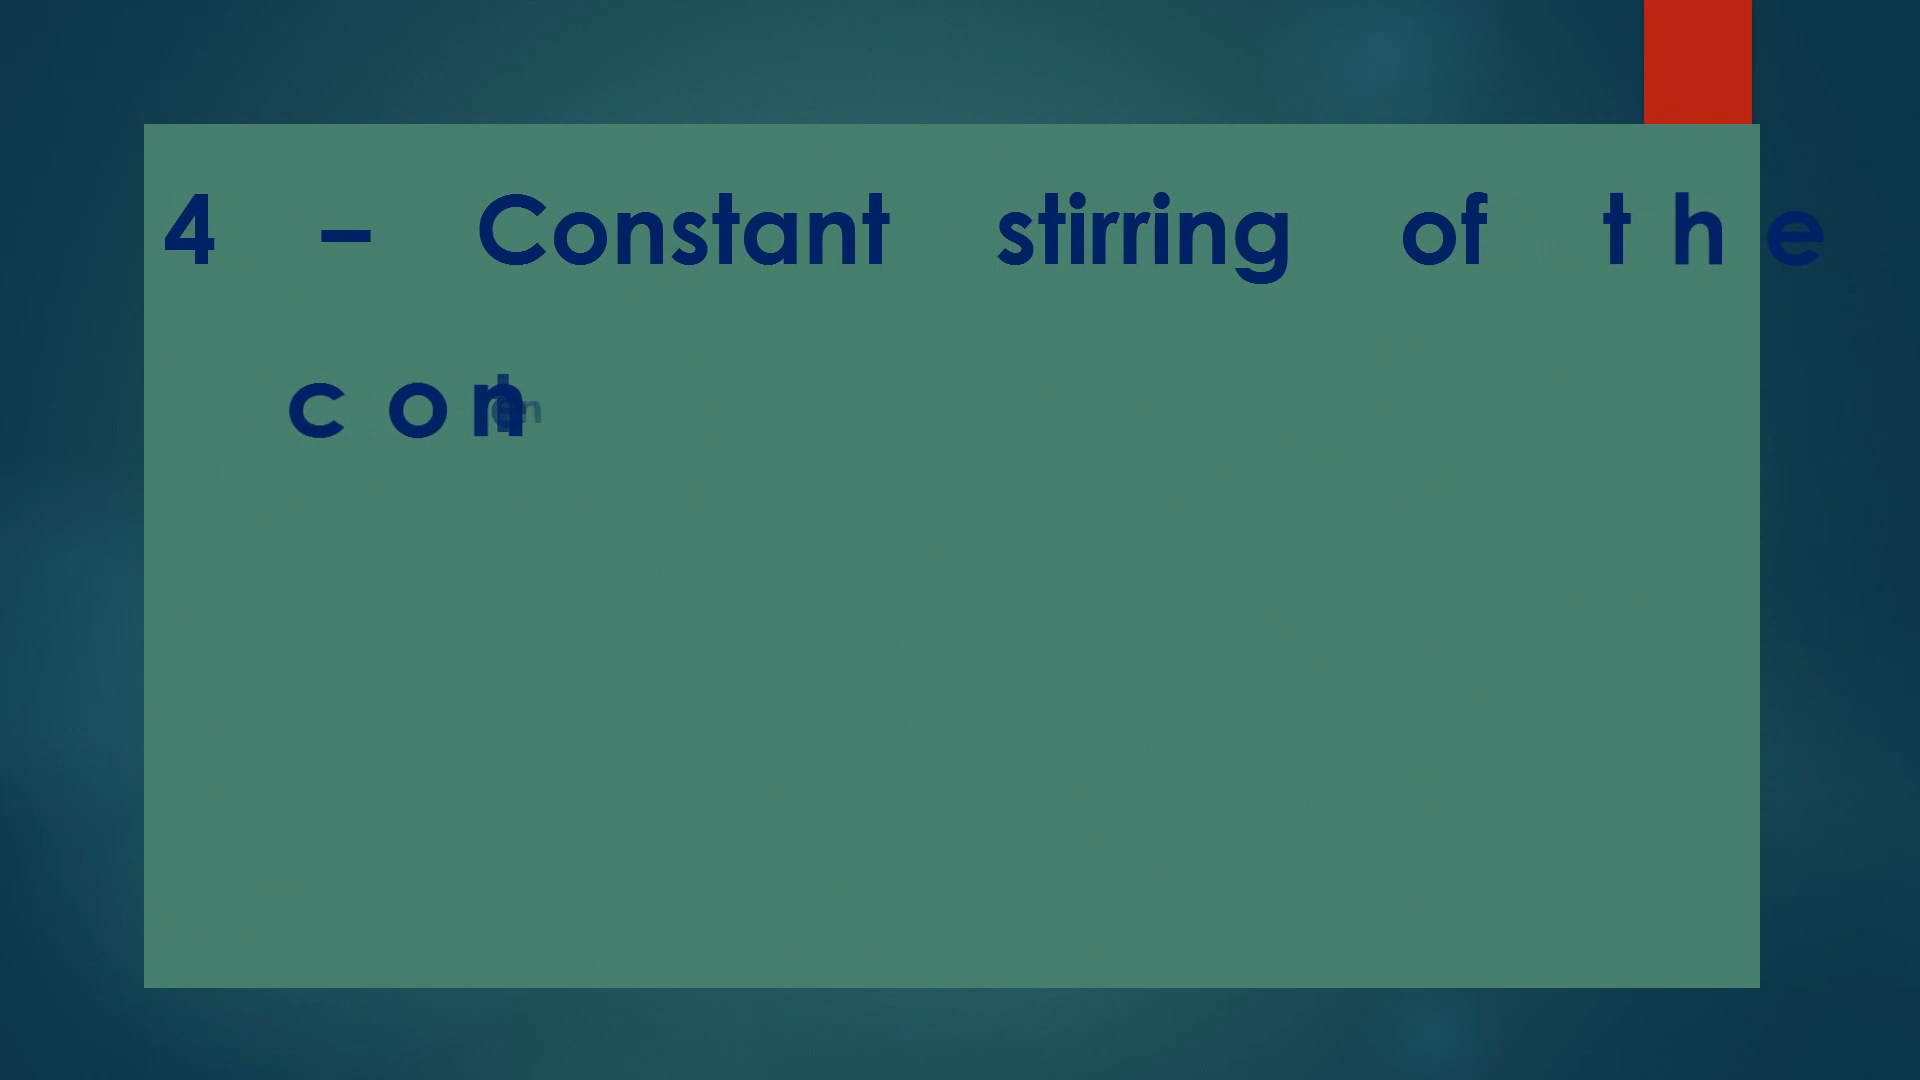 4 – Constant stirring of the
con